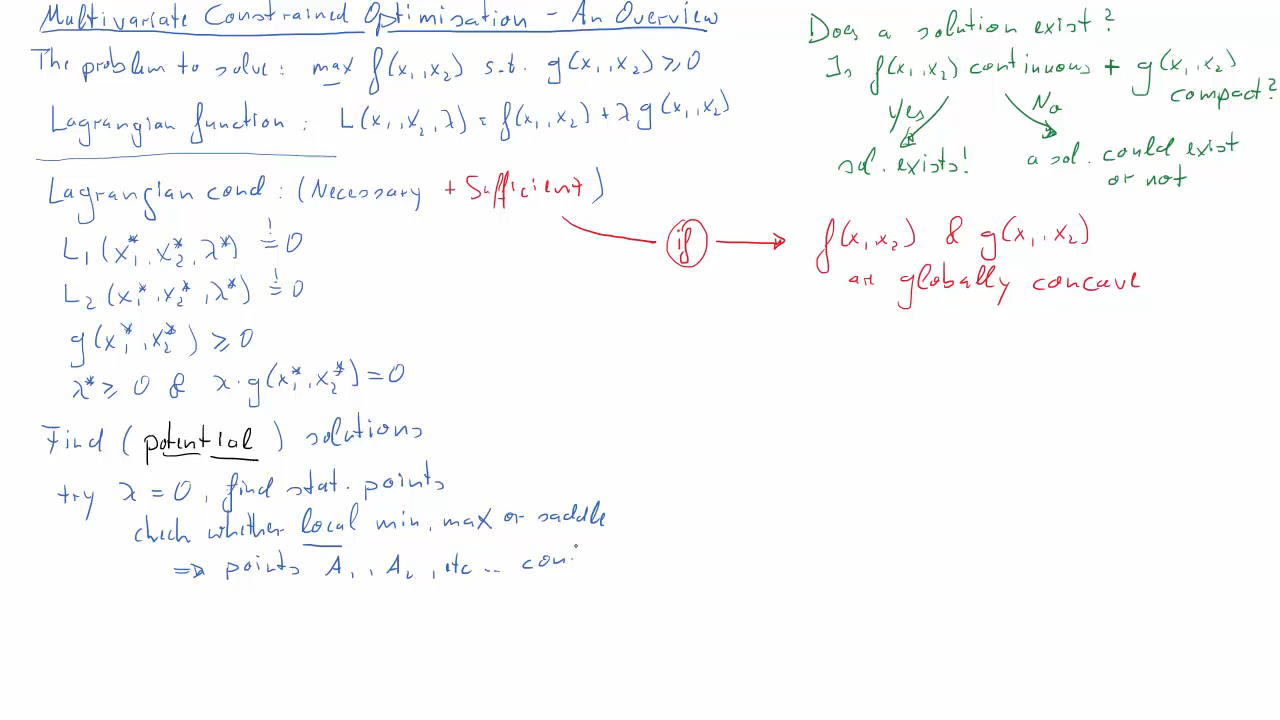 Multivariate Constrained Optimisation - An Overview
The problem to solve: max f(x₁,x₂) s.t. g(x₁,x₂) ≥ 0
Lagrangian function: L(x₁,x₂,λ) = f(x₁,x₂) + λ g(x₁,x₂)
Does a solution exist?
Is f(x₁,x₂) continuous + g(x₁,x₂)
compact?
Yes
No
sol. exists!
a sol. could exist
or not
Lagrangian cond: (Necessary + Sufficient)
if
f(x₁,x₂) & g(x₁,x₂)
are globally concave
L₁(x₁*,x₂*,λ*) =! 0
L₂(x₁*,x₂*,λ*) =! 0
g(x₁*,x₂*) ≥ 0
λ* ≥ 0 & λ·g(x₁*,x₂*) = 0
Find (potential) solutions
try λ = 0, find stat. points
check whether local min, max or saddle
⇒ points A₁, A₂, etc ..